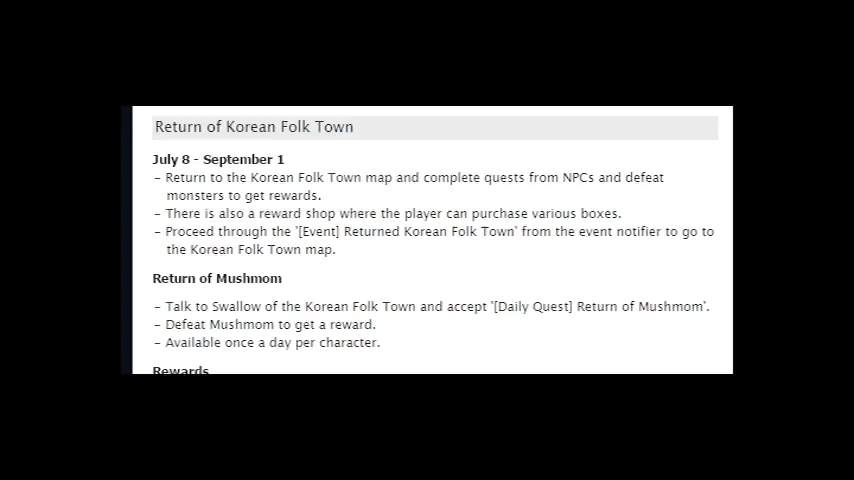 Return of Korean Folk Town
July 8 - September 1
- Return to the Korean Folk Town map and complete quests from NPCs and defeat
monsters to get rewards.
- There is also a reward shop where the player can purchase various boxes.
- Proceed through the '[Event] Returned Korean Folk Town' from the event notifier to go to
the Korean Folk Town map.
Return of Mushmom
- Talk to Swallow of the Korean Folk Town and accept '[Daily Quest] Return of Mushmom'.
- Defeat Mushmom to get a reward.
- Available once a day per character.
Rewards